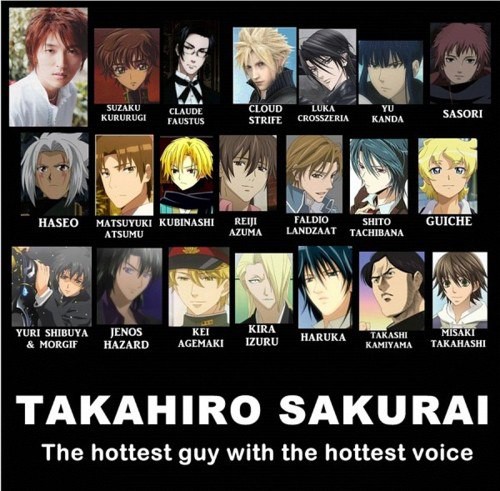 SUZAKU
KURURUGI
CLAUDE
FAUSTUS
CLOUD
STRIFE
LUKA
CROSSZERIA
YU
KANDA
SASORI
HASEO
MATSUYUKI
ATSUMU
KUBINASHI
REIJI
AZUMA
FALDIO
LANDZAAT
SHITO
TACHIBANA
GUICHE
YURI SHIBUYA
& MORGIF
JENOS
HAZARD
KEI
AGEMAKI
KIRA
IZURU
HARUKA
TAKASHI
KAMIYAMA
MISAKI
TAKAHASHI
TAKAHIRO SAKURAI
The hottest guy with the hottest voice